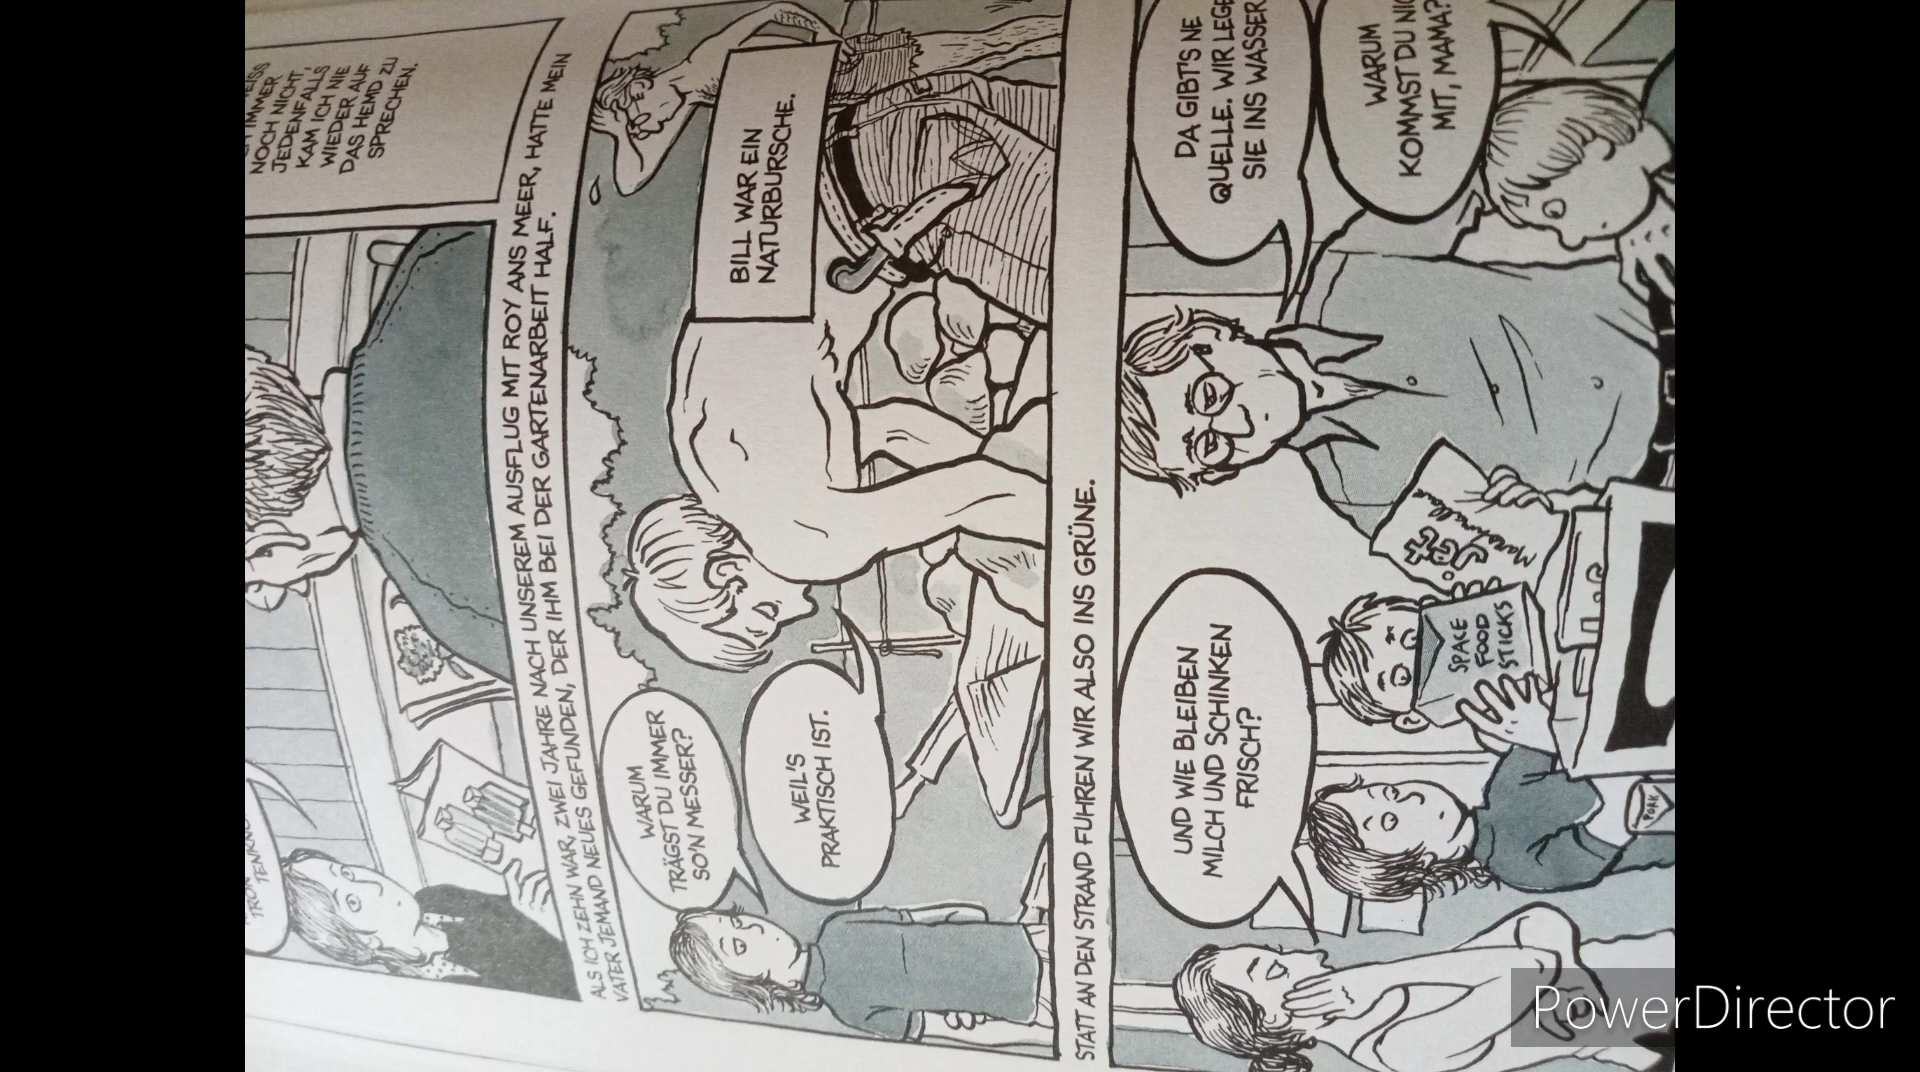 IMMER
NOCH NICHT,
JEDENFALLS
KAM ICH NIE
WIEDER AUF
DAS HEMD ZU
SPRECHEN.
ALS ICH ZEHN WAR, ZWEI JAHRE NACH UNSEREM AUSFLUG MIT ROY ANS MEER, HATTE MEIN
VATER JEMAND NEUES GEFUNDEN, DER IHM BEI DER GARTENARBEIT HALF.
WARUM
TRÄGST DU IMMER
SO'N MESSER?
WEIL'S
PRAKTISCH IST.
BILL WAR EIN
NATURBURSCHE.
STATT AN DEN STRAND FUHREN WIR ALSO INS GRÜNE.
UND WIE BLEIBEN
MILCH UND SCHINKEN
FRISCH?
DA GIBT'S NE
QUELLE. WIR LEGE
SIE INS WASSER
WARUM
KOMMST DU NIC
MIT, MAMA?
SPACE
FOOD
STICKS
Jet
PORK
PowerDirector